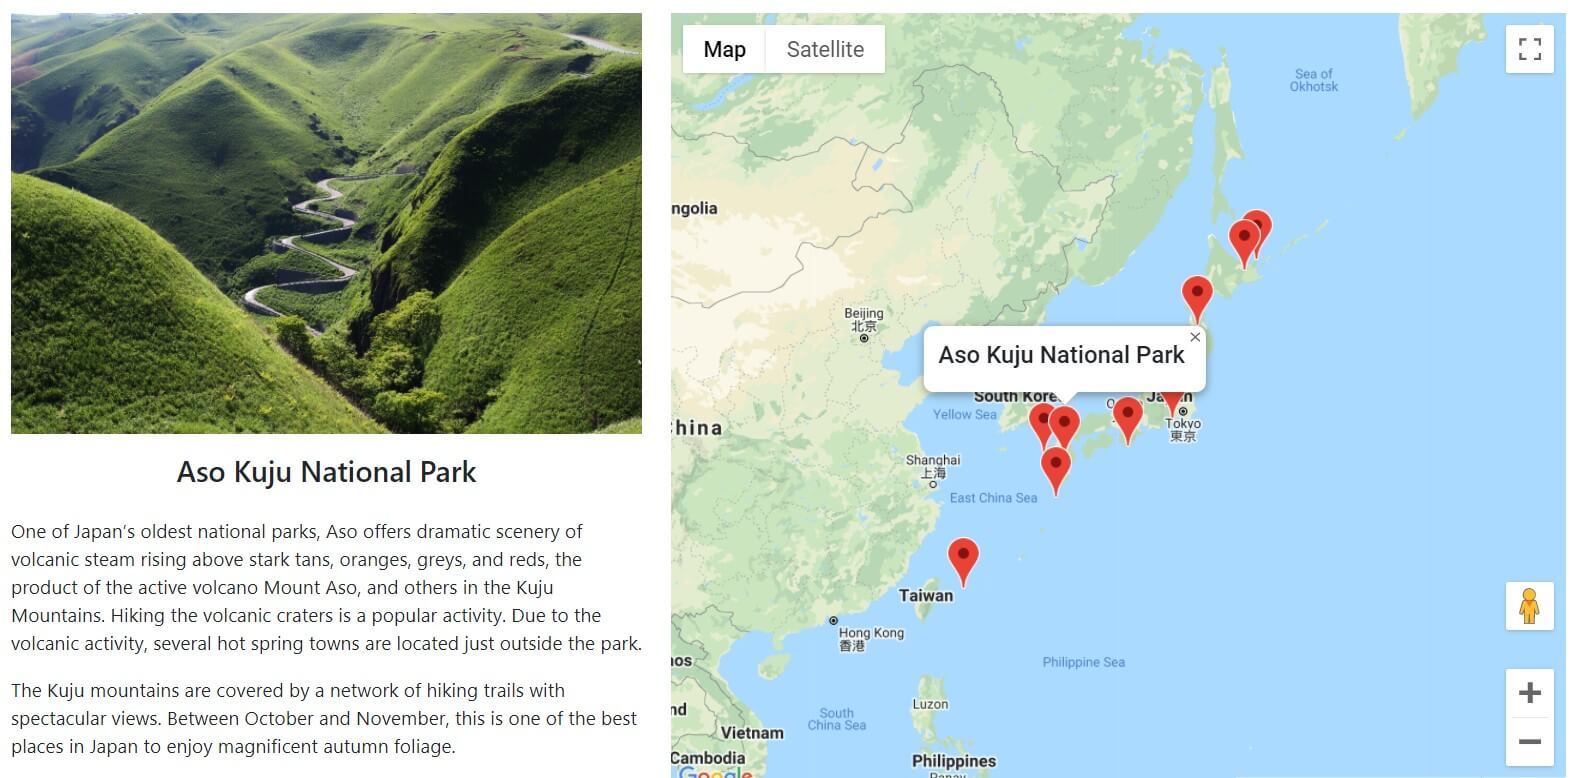 Aso Kuju National Park
One of Japan’s oldest national parks, Aso offers dramatic scenery of
volcanic steam rising above stark tans, oranges, greys, and reds, the
product of the active volcano Mount Aso, and others in the Kuju
Mountains. Hiking the volcanic craters is a popular activity. Due to the
volcanic activity, several hot spring towns are located just outside the park.
The Kuju mountains are covered by a network of hiking trails with
spectacular views. Between October and November, this is one of the best
places in Japan to enjoy magnificent autumn foliage.
Map
Satellite
Sea of
Okhotsk
ngolia
Beijing
北京
Aso Kuju National Park
South Kore
Yellow Sea
Tokyo
東京
hina
Shanghai
上海
East China Sea
Taiwan
Hong Kong
香港
aos
Philippine Sea
nd
Luzon
South
China Sea
Vietnam
Cambodia
Philippines
Google